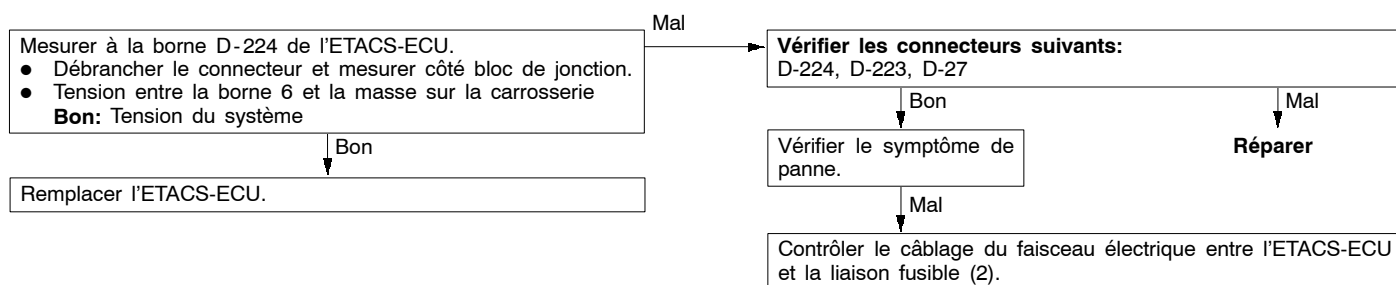 Mal
Mesurer à la borne D-224 de l'ETACS-ECU.
● Débrancher le connecteur et mesurer côté bloc de jonction.
● Tension entre la borne 6 et la masse sur la carrosserie
Bon: Tension du système
Bon
Remplacer l'ETACS-ECU.
Vérifier les connecteurs suivants:
D-224, D-223, D-27
Bon
Mal
Vérifier le symptôme de
panne.
Réparer
Mal
Contrôler le câblage du faisceau électrique entre l'ETACS-ECU
et la liaison fusible (2).